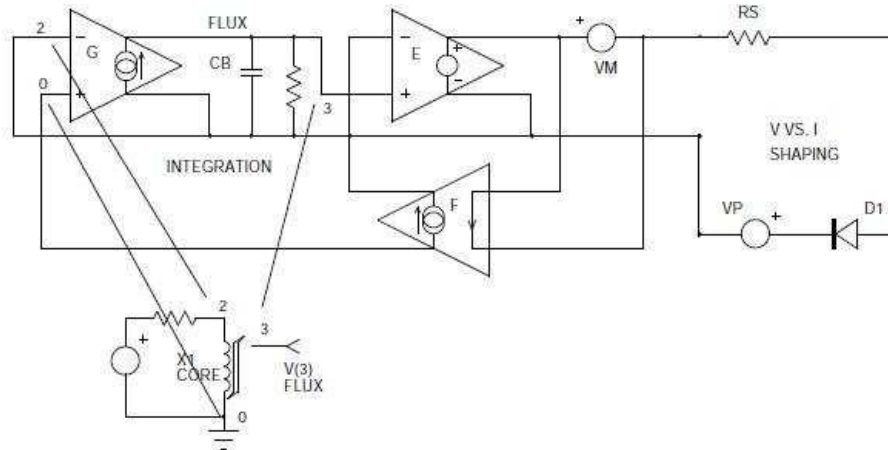 2
FLUX
G
CB
0
3
INTEGRATION
E
+
-
+
VM
RS
V VS. I
SHAPING
F
VP
+
D1
2
3
+
X1
CORE
V(3)
FLUX
0